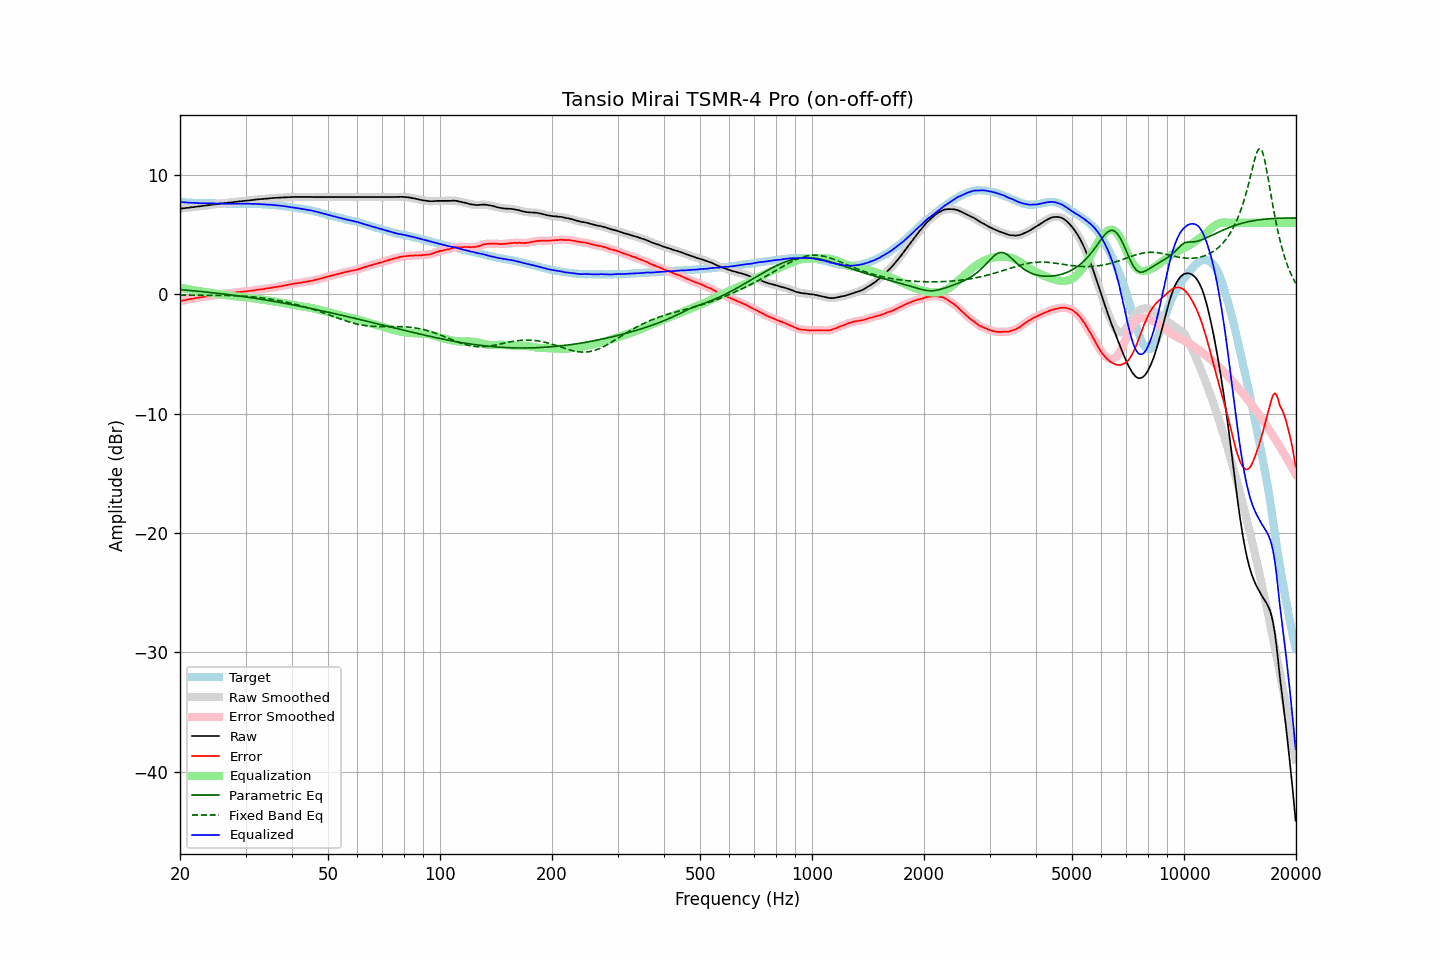 Tansio Mirai TSMR-4 Pro (on-off-off)
10
0
−10
−20
−30
−40
Amplitude (dBr)
Target
Raw Smoothed
Error Smoothed
Raw
Error
Equalization
Parametric Eq
Fixed Band Eq
Equalized
20 50 100 200 500 1000 2000 5000 10000 20000
Frequency (Hz)